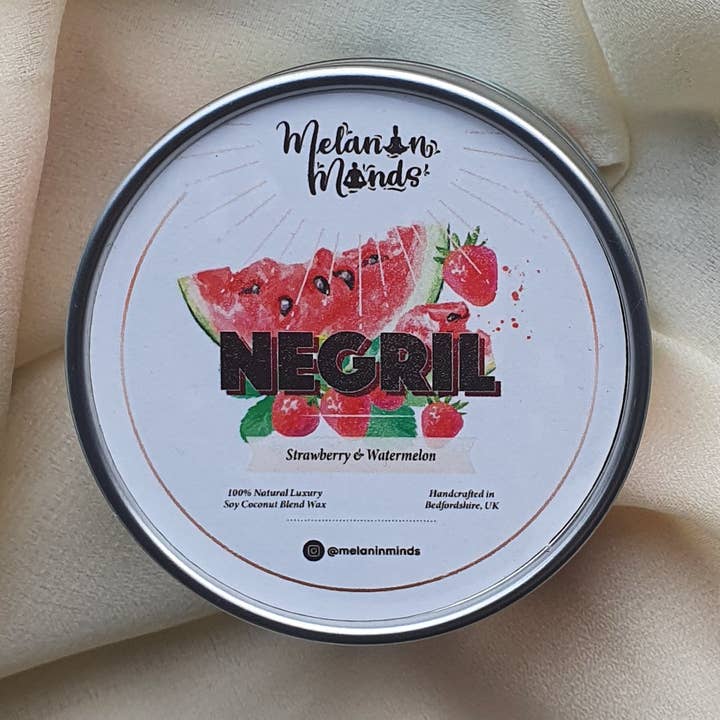 Melanin
Minds
NEGRIL
Strawberry & Watermelon
100% Natural Luxury
Soy Coconut Blend Wax
Handcrafted in
Bedfordshire, UK
@melaninminds